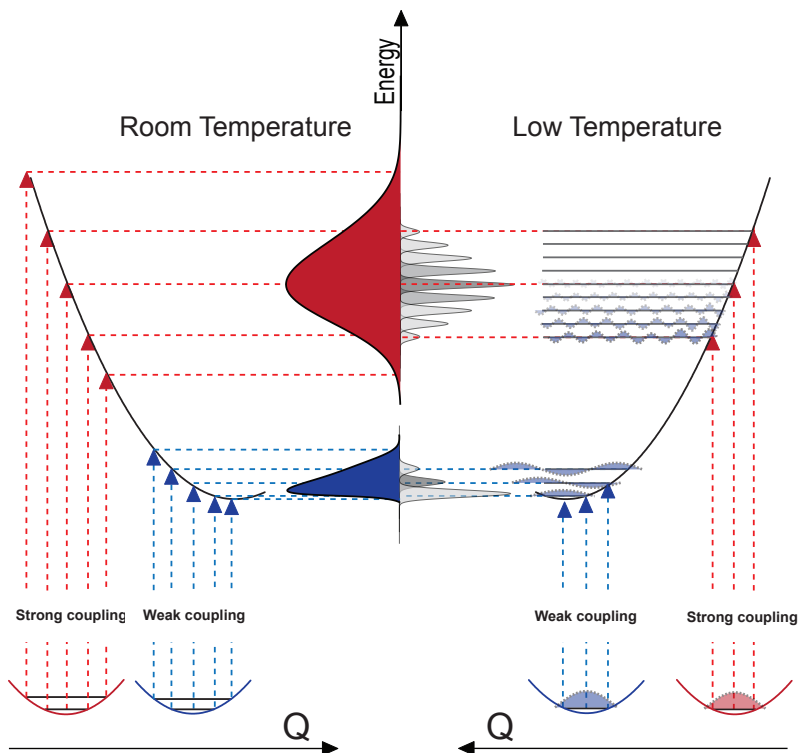 Energy
Room Temperature
Low Temperature
Strong coupling
Weak coupling
Weak coupling
Strong coupling
Q
Q